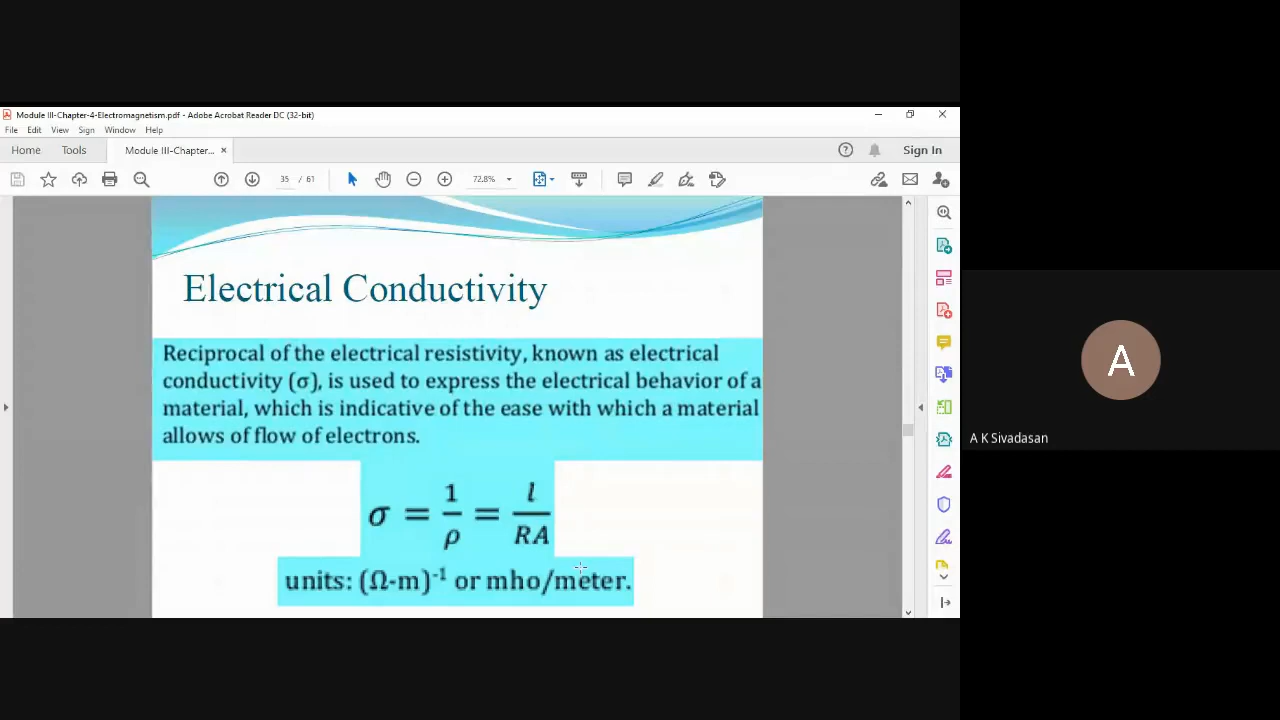 Module III-Chapter-4-Electromagnetism.pdf - Adobe Acrobat Reader DC (32-bit)
File Edit View Sign Window Help
Home Tools Module III-Chapter... × Sign In
35 / 61 72.8%
Electrical Conductivity
Reciprocal of the electrical resistivity, known as electrical
conductivity (σ), is used to express the electrical behavior of a
material, which is indicative of the ease with which a material
allows of flow of electrons.
σ = 1/ρ = l/RA
units: (Ω-m)⁻¹ or mho/meter.
A
A K Sivadasan